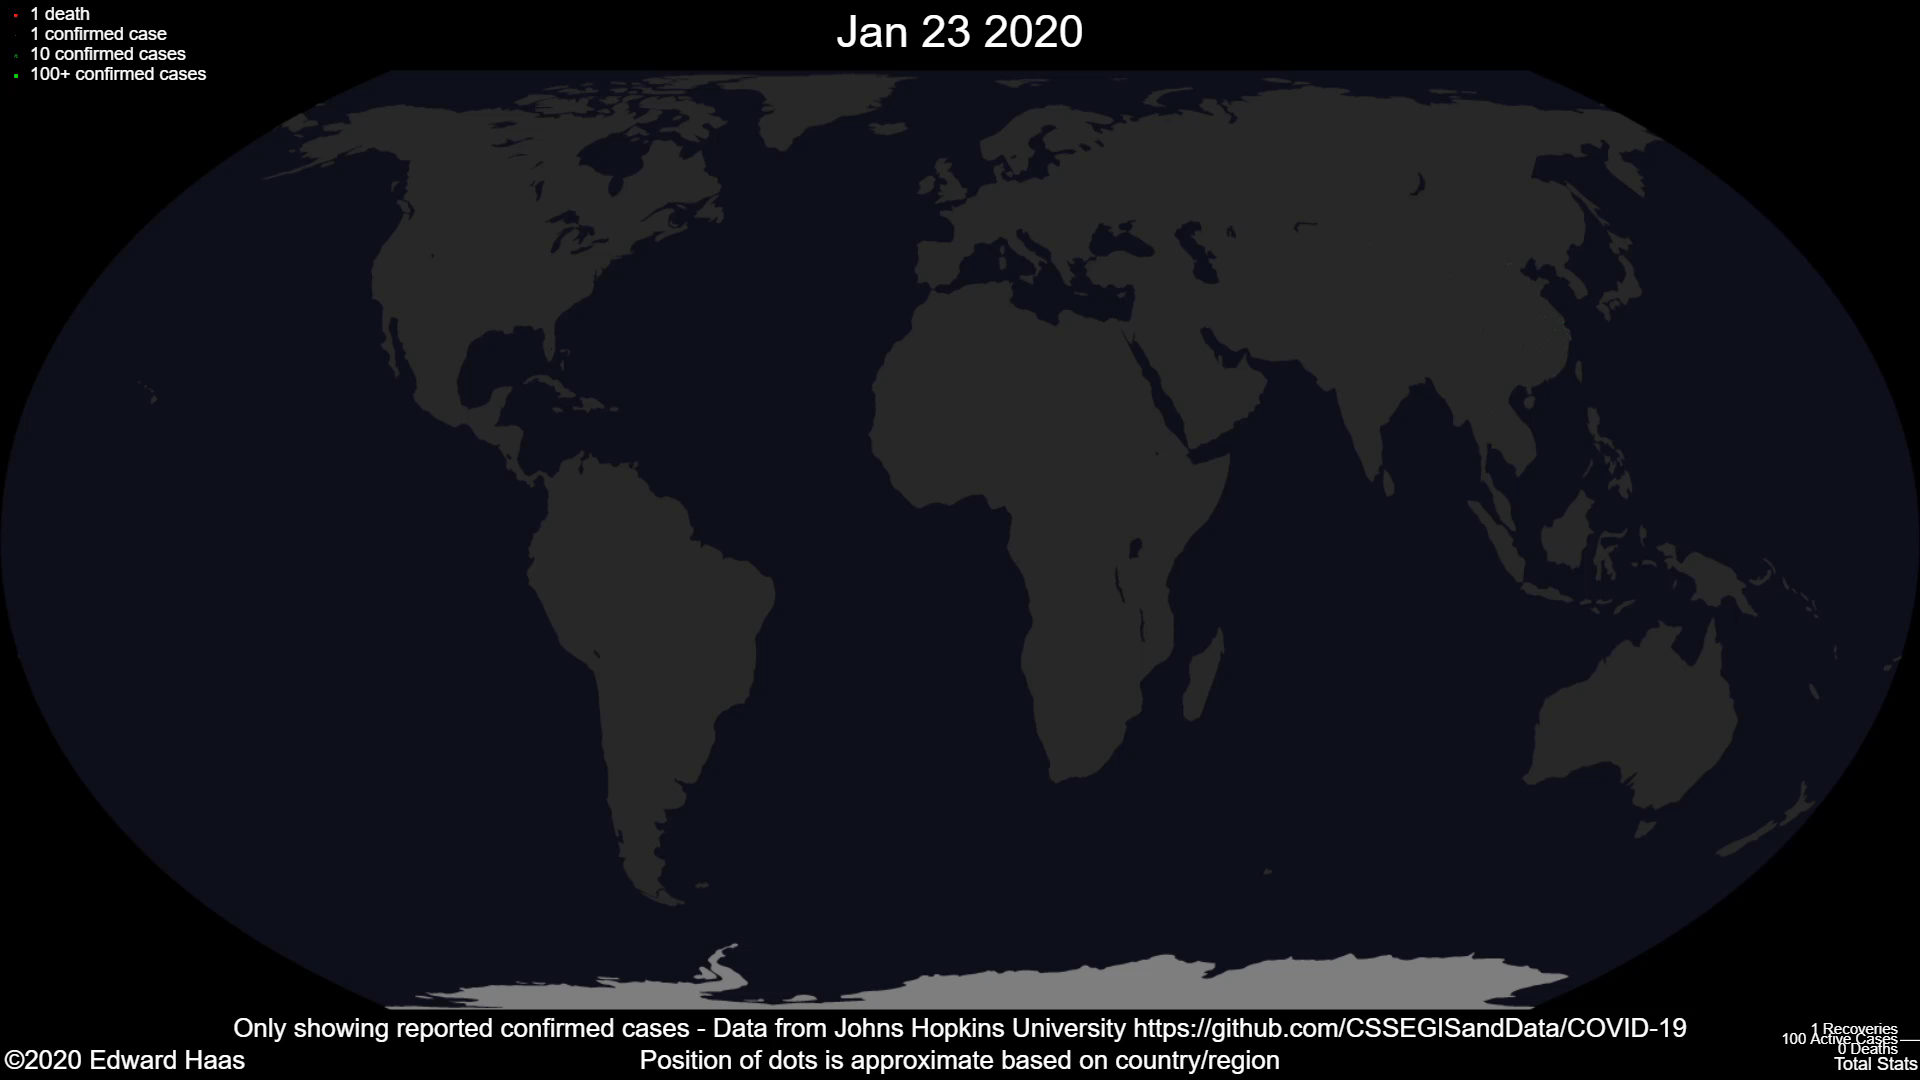 1 death
1 confirmed case
10 confirmed cases
100+ confirmed cases
Jan 23 2020
Only showing reported confirmed cases - Data from Johns Hopkins University https://github.com/CSSEGISandData/COVID-19
Position of dots is approximate based on country/region
©2020 Edward Haas
1 Recoveries
100 Active Cases
0 Deaths
Total Stats